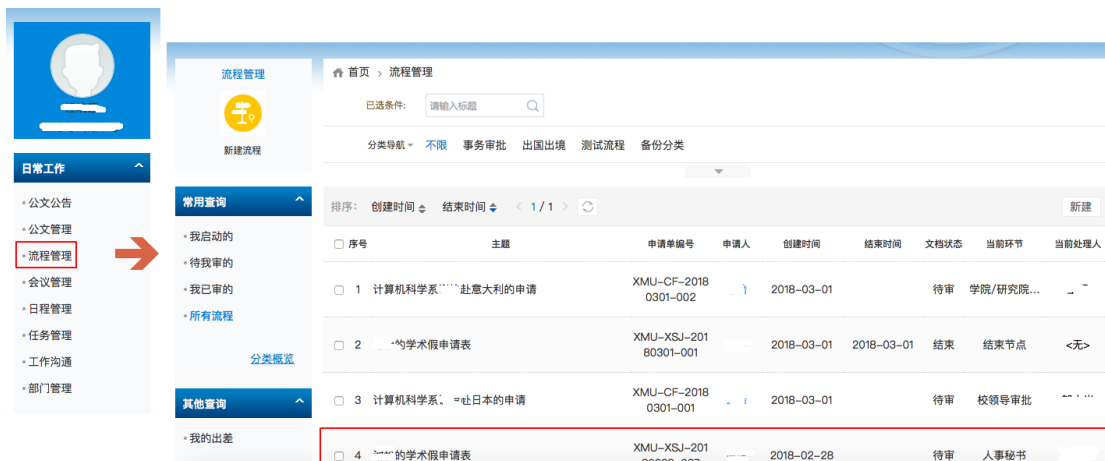 日常工作
公文公告
公文管理
流程管理
会议管理
日程管理
任务管理
工作沟通
部门管理
流程管理
新建流程
常用查询
我启动的
待我审的
我已审的
所有流程
分类概览
其他查询
我的出差
首页 > 流程管理
已选条件: 请输入标题
分类导航 不限 事务审批 出国出境 测试流程 备份分类
排序: 创建时间 结束时间 < 1 / 1 > 新建
序号 主题 申请单编号 申请人 创建时间 结束时间 文档状态 当前环节 当前处理人
1 计算机科学系 赴意大利的申请 XMU-CF-2018 2018-03-01 待审 学院/研究院...
0301-002
2 的学术假申请表 XMU-XSJ-201 2018-03-01 2018-03-01 结束 结束节点 <无>
80301-001
3 计算机科学系 赴日本的申请 XMU-CF-2018 2018-03-01 待审 校领导审批
0301-001
4 的学术假申请表 XMU-XSJ-201 2018-02-28 待审 人事秘书